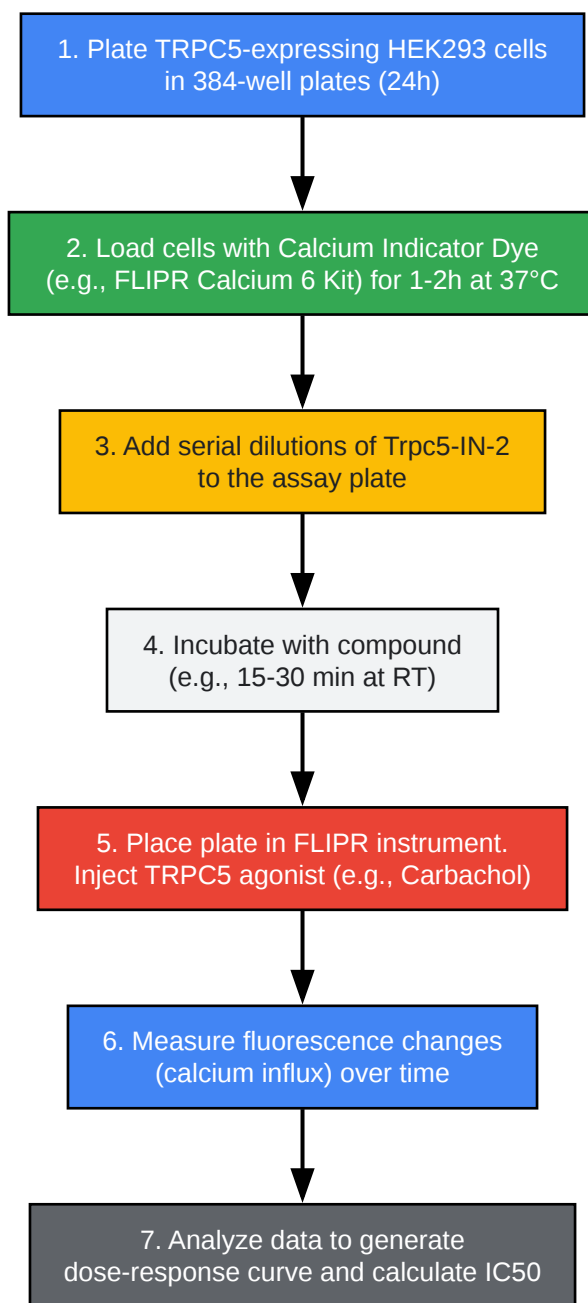 1. Plate TRPC5-expressing HEK293 cells
in 384-well plates (24h)
2. Load cells with Calcium Indicator Dye
(e.g., FLIPR Calcium 6 Kit) for 1-2h at 37°C
3. Add serial dilutions of Trpc5-IN-2
to the assay plate
4. Incubate with compound
(e.g., 15-30 min at RT)
5. Place plate in FLIPR instrument.
Inject TRPC5 agonist (e.g., Carbachol)
6. Measure fluorescence changes
(calcium influx) over time
7. Analyze data to generate
dose-response curve and calculate IC50